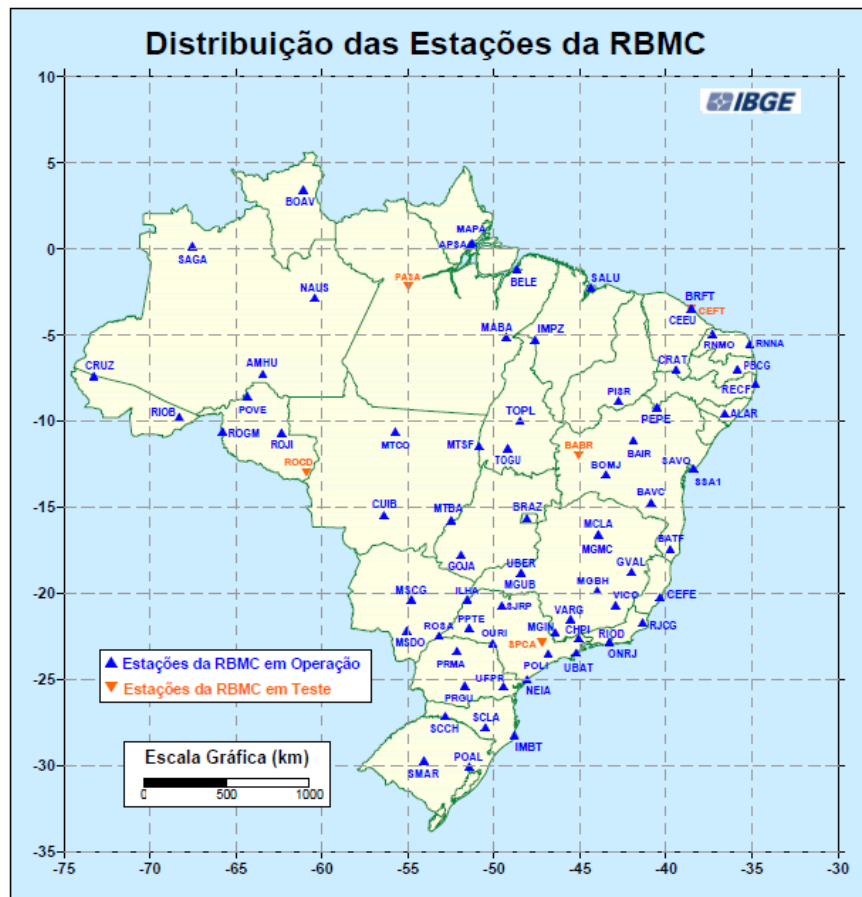 Distribuição das Estações da RBMC
10
IBGE
5
BOAV
MAPA
APSA
0
SAGA
PASA
BELE
SALU
NAUS
BRFT
CEFT
CEEU
-5
MABA
IMPZ
RNMO
RNNA
CRUZ
AMHU
CRAT
PBCG
RECF
PISR
RIOB
POVE
TOPL
PEPE
ALAR
-10
ROGM
ROJI
MTCO
MTSF
TOGU
BABR
BAIR
SAVO
ROCD
BOMJ
SSA1
CUIB
MTBA
BRAZ
BAVC
-15
MCLA
MGMC
BATF
GOJA
UBER
MGUB
GVAL
MGBH
MSCG
ILHA
SJRP
VICO
CEFE
-20
VARG
PPTE
ROSA
OURI
MGIN
CHPI
RIOD
RJCG
MSDO
SPCA
ONRJ
PRMA
POLI
UBAT
Estações da RBMC em Operação
Estações da RBMC em Teste
UFPR
NEIA
PRGU
-25
SCCH
SCLA
IMBT
Escala Gráfica (km)
0 500 1000
SMAR
POAL
-30
-35
-75 -70 -65 -60 -55 -50 -45 -40 -35 -30